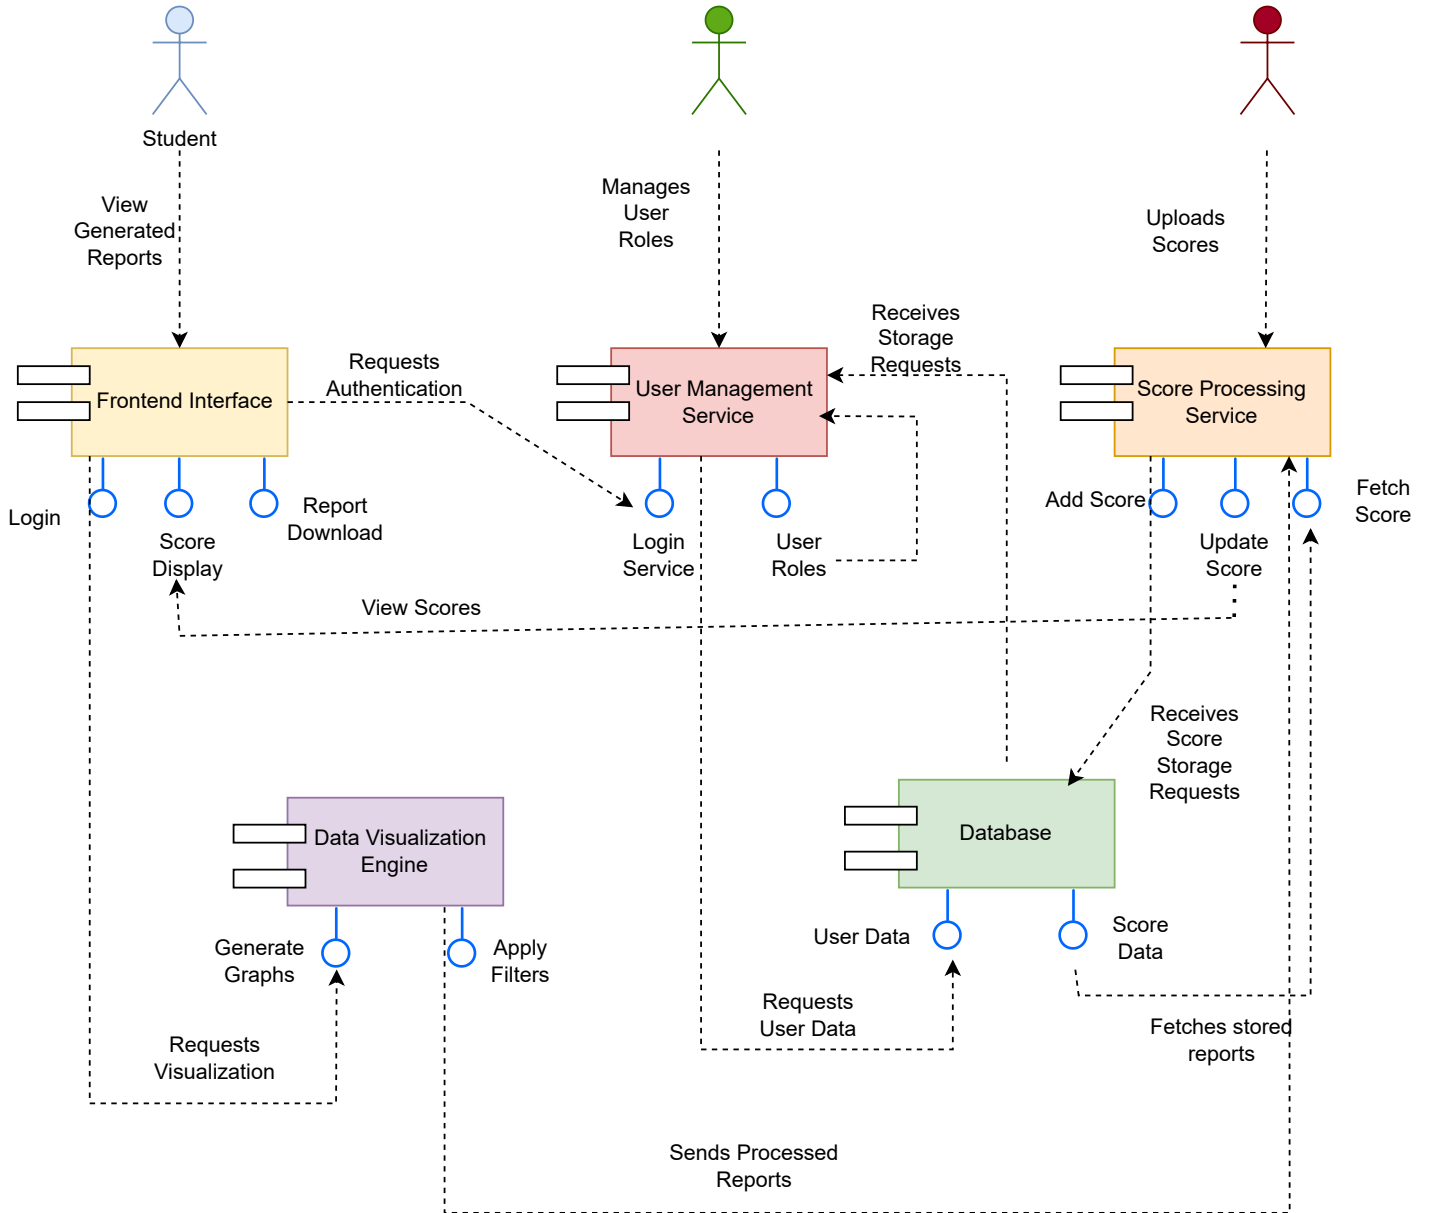 Student
View
Generated
Reports
Manages
User
Roles
Uploads
Scores
Receives
Storage
Requests
Requests
Authentication
Frontend Interface
User Management
Service
Score Processing
Service
Login
Score
Display
Report
Download
Login
Service
User
Roles
Add Score
Update
Score
Fetch
Score
View Scores
Receives
Score
Storage
Requests
Data Visualization
Engine
Database
Generate
Graphs
Apply
Filters
User Data
Score
Data
Requests
User Data
Fetches stored
reports
Requests
Visualization
Sends Processed
Reports